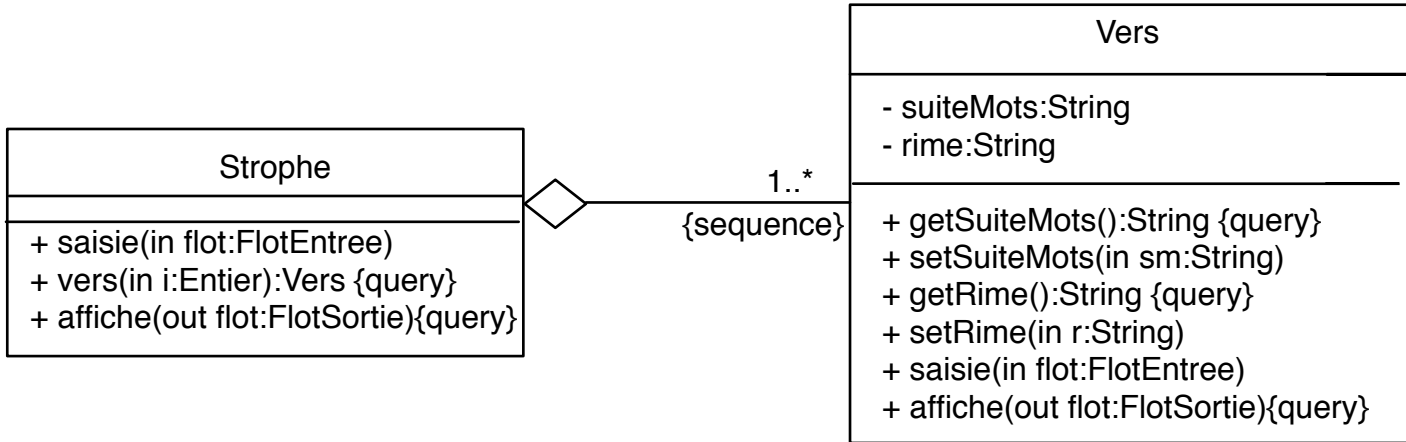 Strophe
+ saisie(in flot:FlotEntree)
+ vers(in i:Entier):Vers {query}
+ affiche(out flot:FlotSortie){query}
1..*
{sequence}
Vers
- suiteMots:String
- rime:String
+ getSuiteMots():String {query}
+ setSuiteMots(in sm:String)
+ getRime():String {query}
+ setRime(in r:String)
+ saisie(in flot:FlotEntree)
+ affiche(out flot:FlotSortie){query}